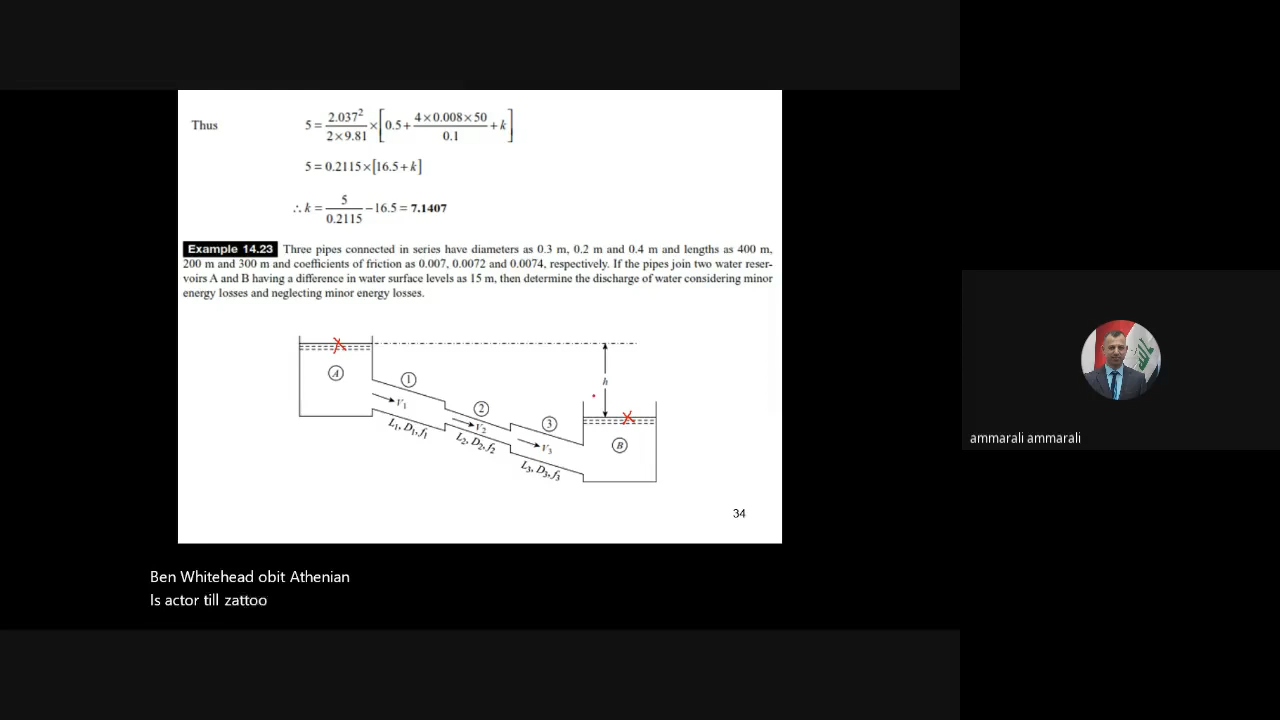 Thus 5 = 2.037² / 2×9.81 × [0.5 + 4×0.008×50 / 0.1 + k]
5 = 0.2115×[16.5 + k]
∴ k = 5 / 0.2115 − 16.5 = 7.1407
Example 14.23 Three pipes connected in series have diameters as 0.3 m, 0.2 m and 0.4 m and lengths as 400 m,
200 m and 300 m and coefficients of friction as 0.007, 0.0072 and 0.0074, respectively. If the pipes join two water reser-
voirs A and B having a difference in water surface levels as 15 m, then determine the discharge of water considering minor
energy losses and neglecting minor energy losses.
A
1
h
V₁
2
L₁, D₁, f₁
V₂
3
L₂, D₂, f₂
V₃
B
L₃, D₃, f₃
34
ammarali ammarali
Ben Whitehead obit Athenian
Is actor till zattoo